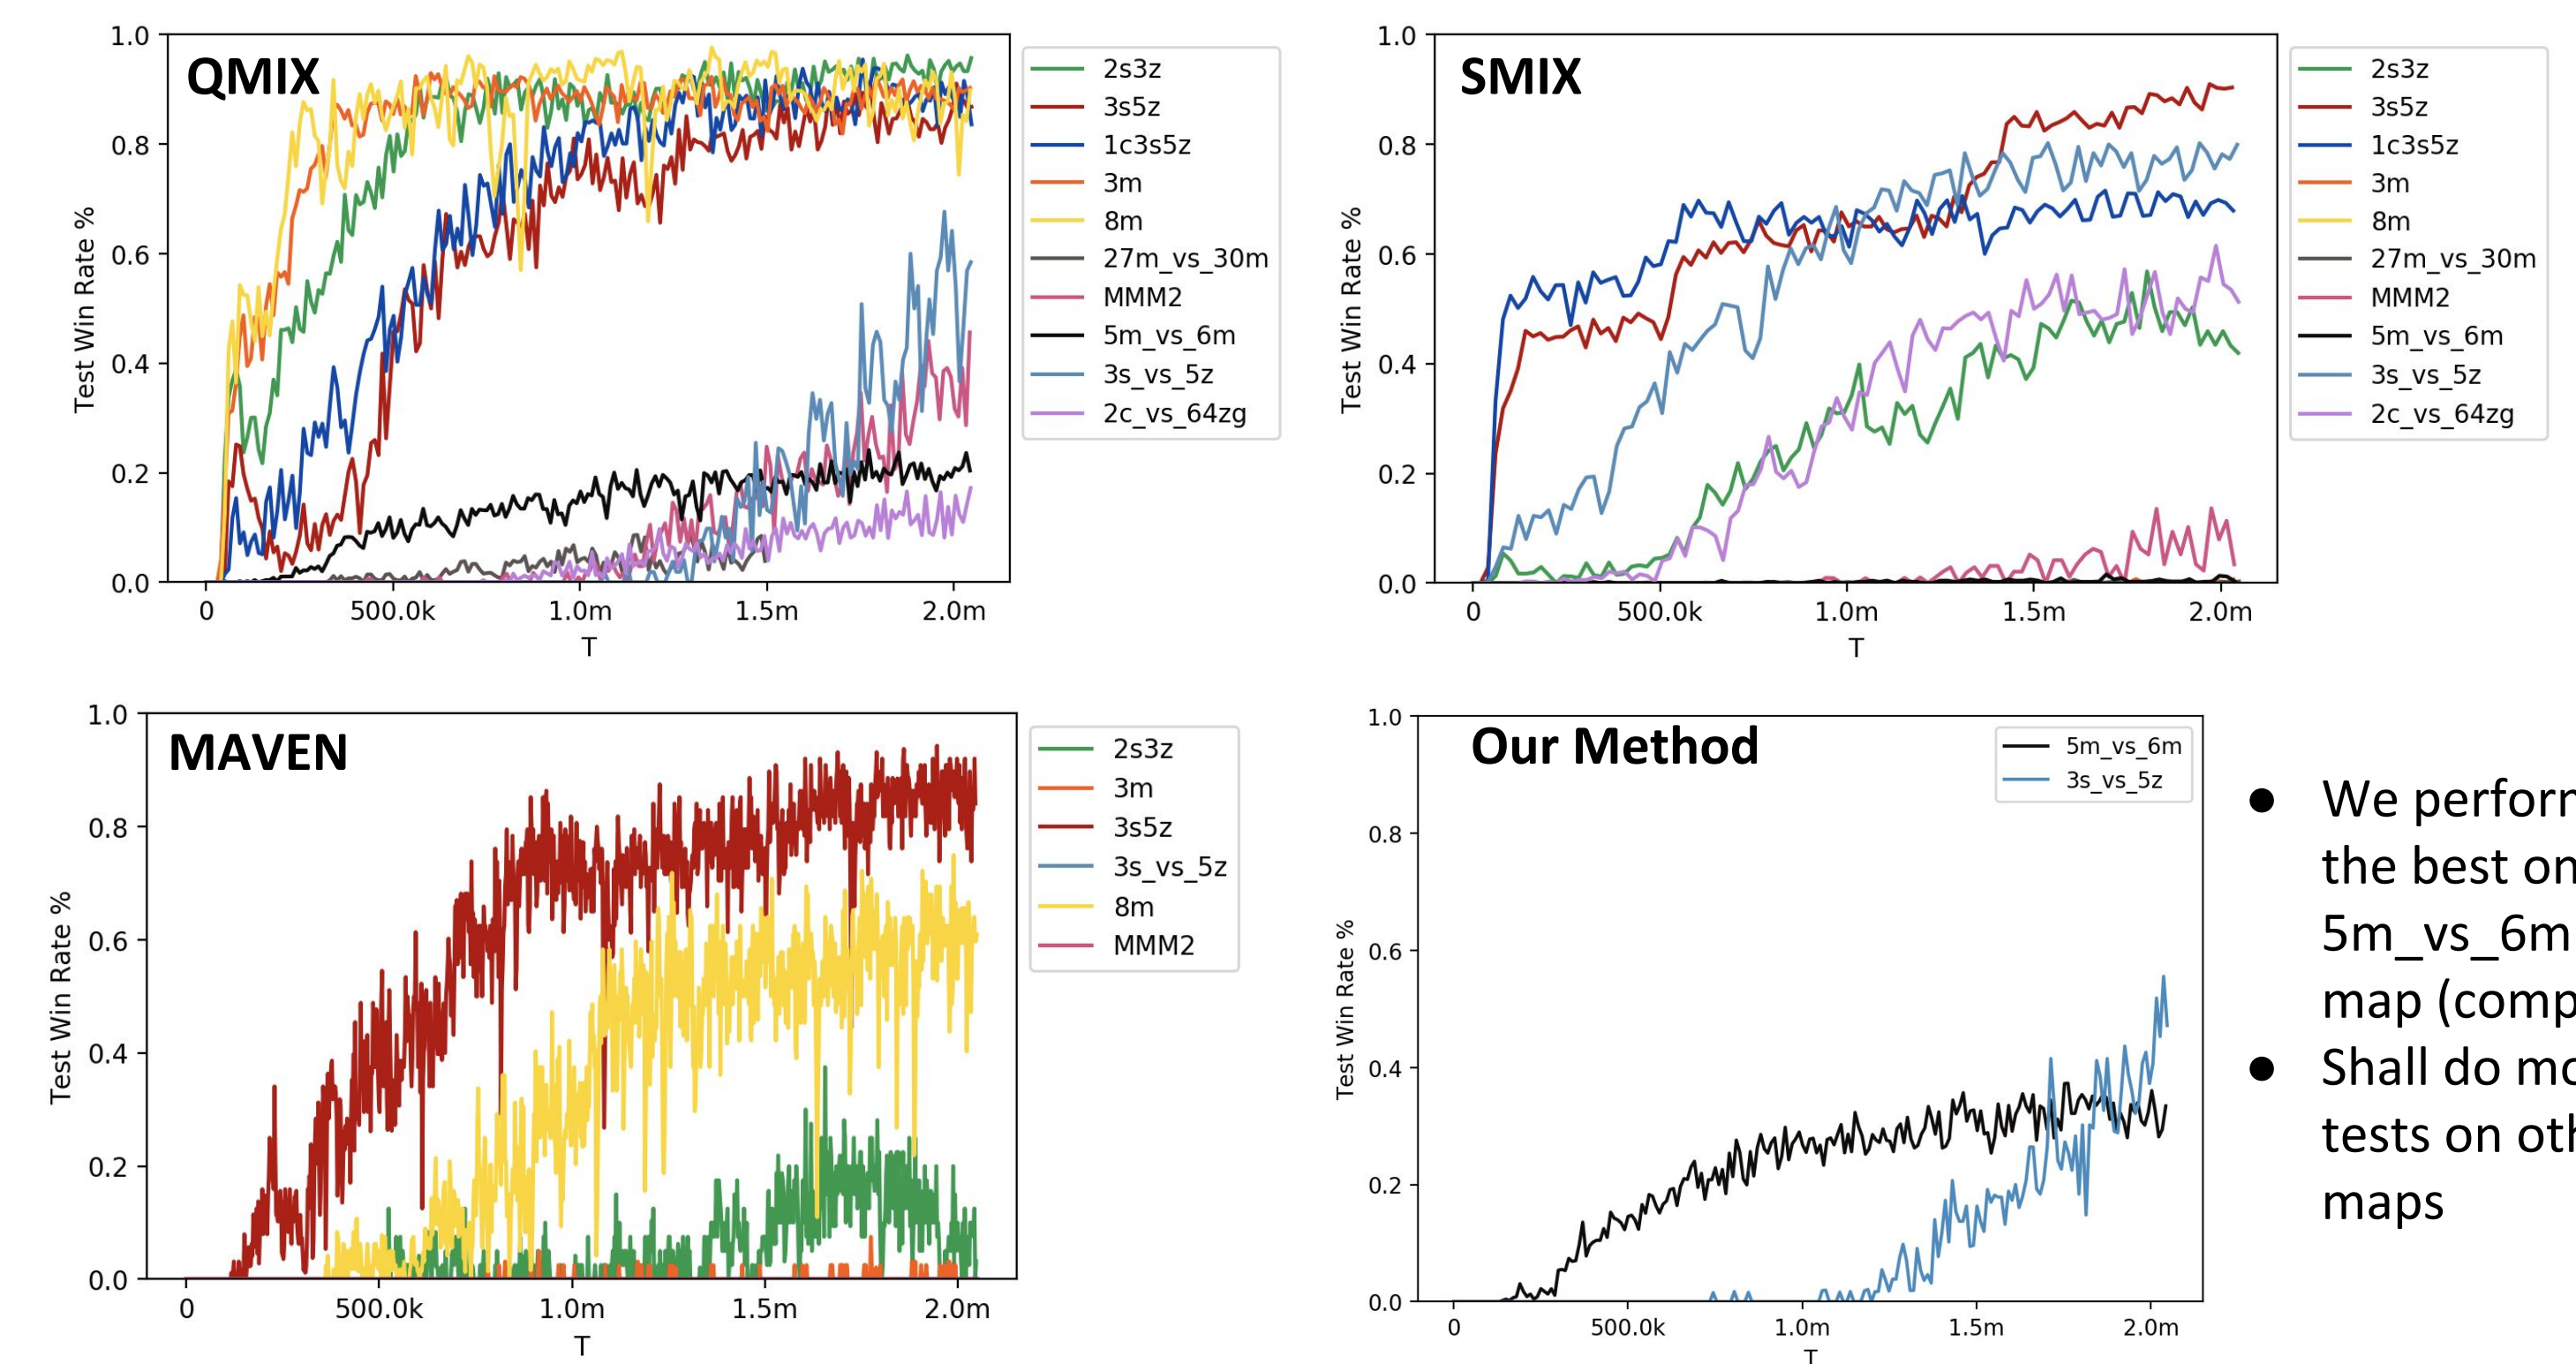 QMIX
Test Win Rate %
1.0
0.8
0.6
0.4
0.2
0.0
0
500.0k
1.0m
1.5m
2.0m
T
2s3z
3s5z
1c3s5z
3m
8m
27m_vs_30m
MMM2
5m_vs_6m
3s_vs_5z
2c_vs_64zg
SMIX
Test Win Rate %
1.0
0.8
0.6
0.4
0.2
0.0
0
500.0k
1.0m
1.5m
2.0m
T
2s3z
3s5z
1c3s5z
3m
8m
27m_vs_30m
MMM2
5m_vs_6m
3s_vs_5z
2c_vs_64zg
MAVEN
Test Win Rate %
1.0
0.8
0.6
0.4
0.2
0.0
0
500.0k
1.0m
1.5m
2.0m
T
2s3z
3m
3s5z
3s_vs_5z
8m
MMM2
Our Method
Test Win Rate %
1.0
0.8
0.6
0.4
0.2
0.0
0
500.0k
1.0m
1.5m
2.0m
T
5m_vs_6m
3s_vs_5z
● We perfor
the best on
5m_vs_6m
map (comp
● Shall do mo
tests on oth
maps